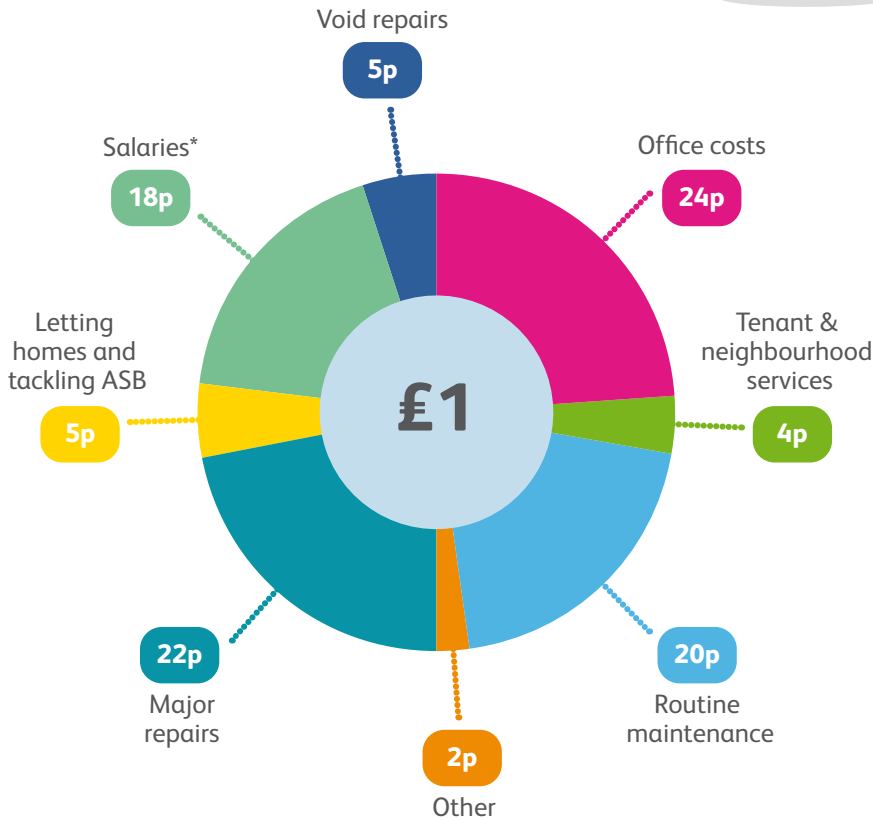 Void repairs
5p
Salaries*
18p
Office costs
24p
Letting
homes and
tackling ASB
5p
£1
Tenant &
neighbourhood
services
4p
22p
Major
repairs
20p
Routine
maintenance
2p
Other